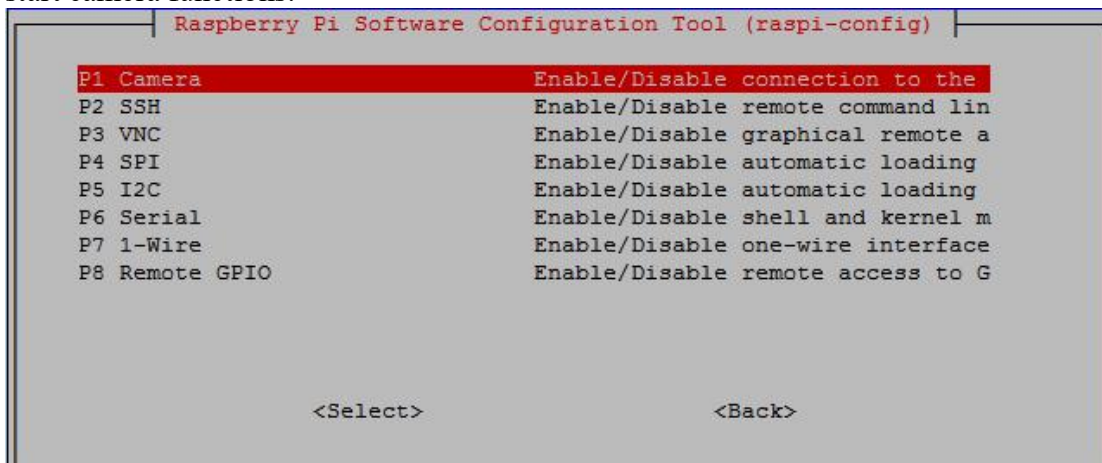 Raspberry Pi Software Configuration Tool (raspi-config)
P1 Camera Enable/Disable connection to the
P2 SSH Enable/Disable remote command lin
P3 VNC Enable/Disable graphical remote a
P4 SPI Enable/Disable automatic loading
P5 I2C Enable/Disable automatic loading
P6 Serial Enable/Disable shell and kernel m
P7 1-Wire Enable/Disable one-wire interface
P8 Remote GPIO Enable/Disable remote access to G
<Select> <Back>